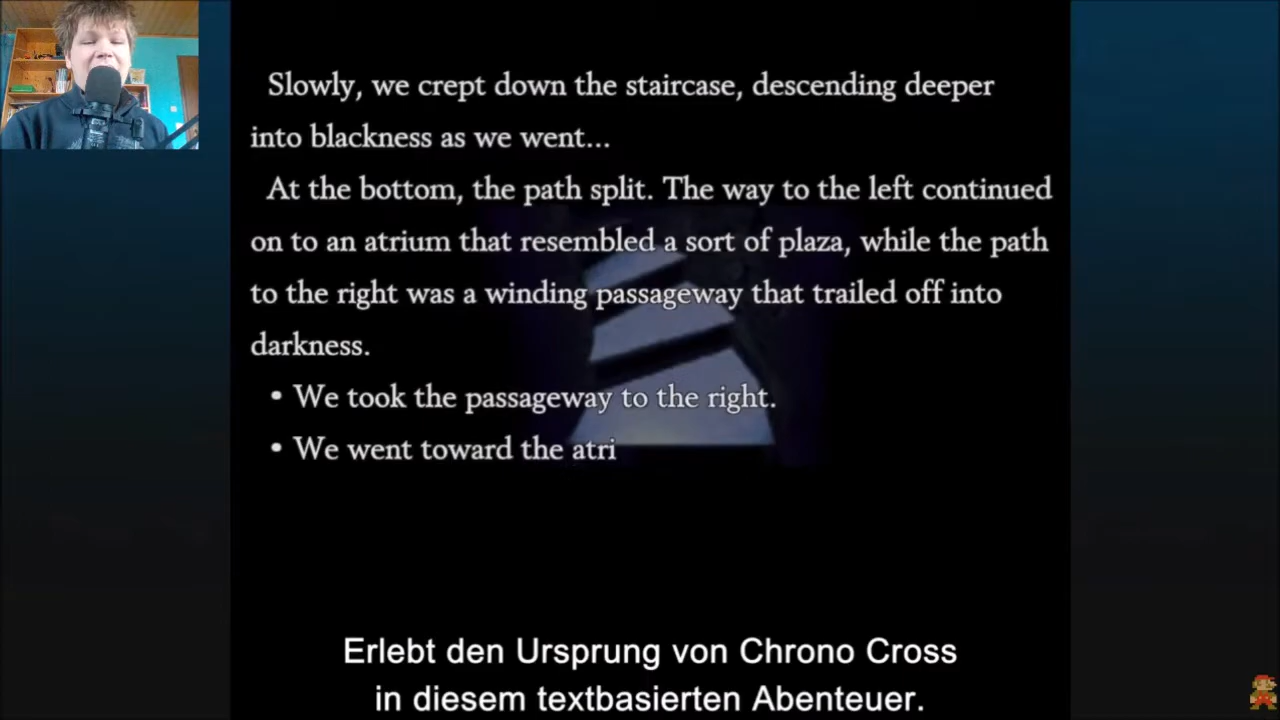 Slowly, we crept down the staircase, descending deeper
into blackness as we went...
At the bottom, the path split. The way to the left continued
on to an atrium that resembled a sort of plaza, while the path
to the right was a winding passageway that trailed off into
darkness.
• We took the passageway to the right.
• We went toward the atri
Erlebt den Ursprung von Chrono Cross
in diesem textbasierten Abenteuer.